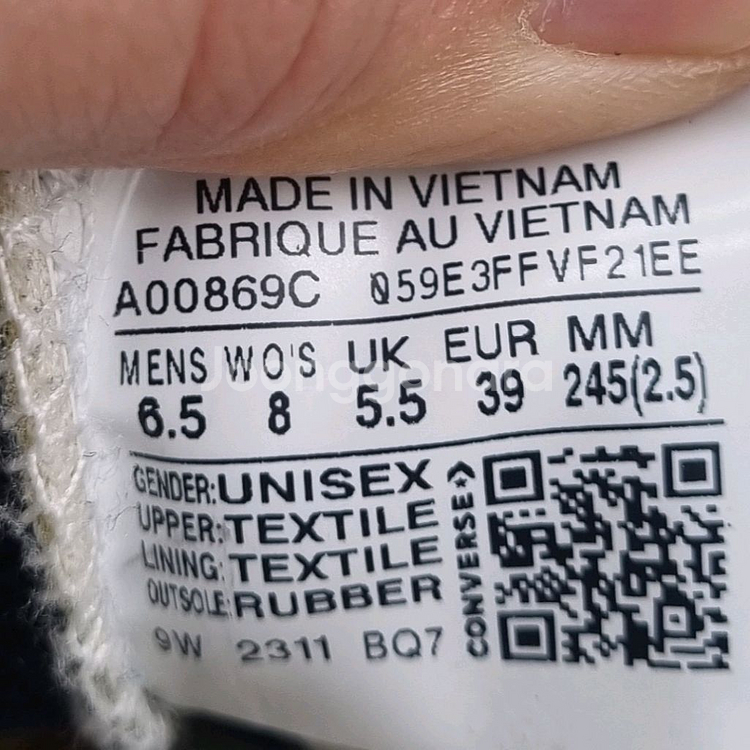 MADE IN VIETNAM
FABRIQUE AU VIETNAM
A00869C 059E3FFVF21EE
MENS WO'S UK EUR MM
6.5 8 5.5 39 245(2.5)
GENDER:UNISEX
UPPER:TEXTILE
LINING:TEXTILE
OUTSOLE:RUBBER
9W 2311 BQ7
CONVERSE
Joonggonara